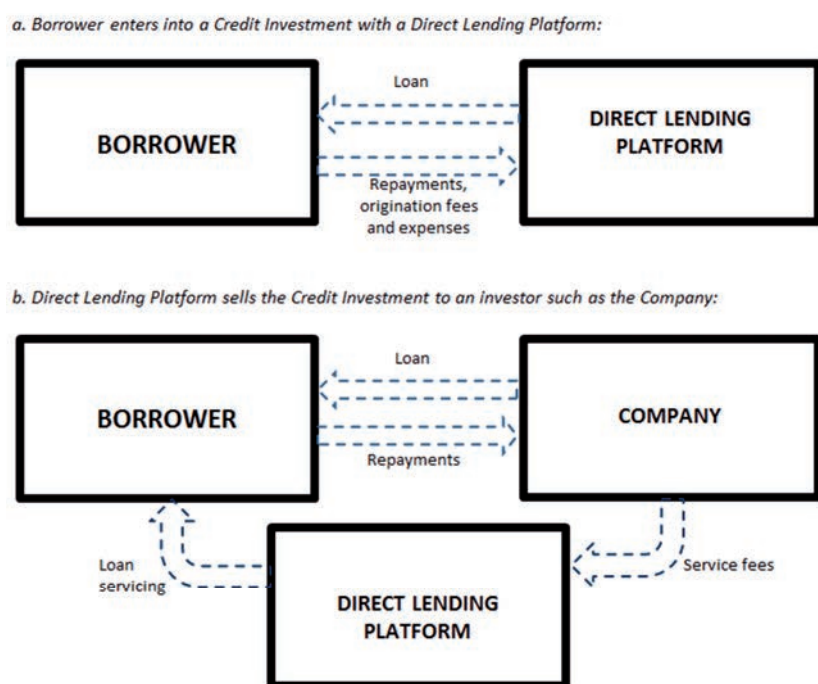 a. Borrower enters into a Credit Investment with a Direct Lending Platform:
Loan
BORROWER
DIRECT LENDING
PLATFORM
Repayments,
origination fees
and expenses
b. Direct Lending Platform sells the Credit Investment to an investor such as the Company:
Loan
BORROWER
COMPANY
Repayments
Loan
servicing
Service fees
DIRECT LENDING
PLATFORM